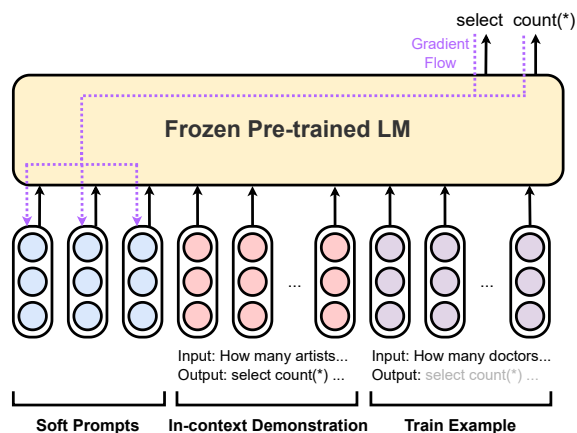 select count(*)
Gradient
Flow
Frozen Pre-trained LM
... ...
Input: How many artists... Input: How many doctors...
Output: select count(*) ... Output: select count(*) ...
Soft Prompts In-context Demonstration Train Example